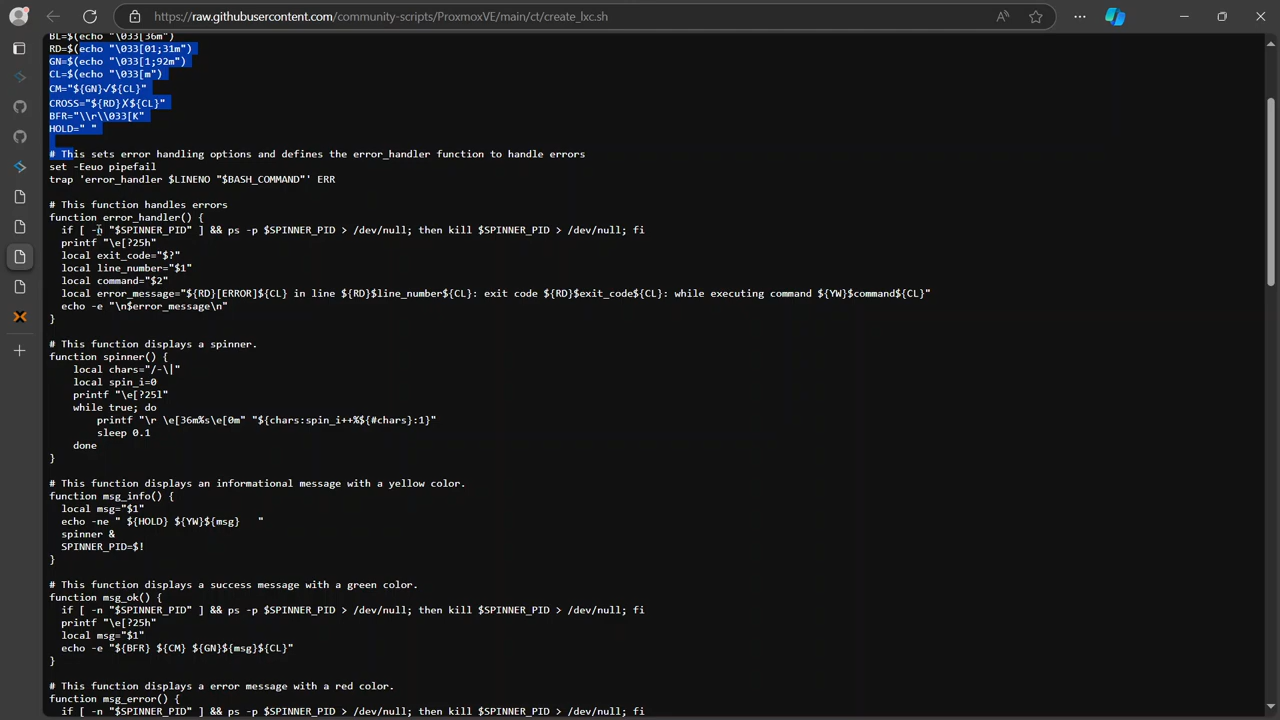 https://raw.githubusercontent.com/community-scripts/ProxmoxVE/main/ct/create_lxc.sh
BL=$(echo "\033[36m")
RD=$(echo "\033[01;31m")
GN=$(echo "\033[1;92m")
CL=$(echo "\033[m")
CM="${GN}✓${CL}"
CROSS="${RD}✗${CL}"
BFR="\\r\\033[K"
HOLD=" "
# This sets error handling options and defines the error_handler function to handle errors
set -Eeuo pipefail
trap 'error_handler $LINENO "$BASH_COMMAND"' ERR
# This function handles errors
function error_handler() {
if [ -n "$SPINNER_PID" ] && ps -p $SPINNER_PID > /dev/null; then kill $SPINNER_PID > /dev/null; fi
printf "\e[?25h"
local exit_code="$?"
local line_number="$1"
local command="$2"
local error_message="${RD}[ERROR]${CL} in line ${RD}$line_number${CL}: exit code ${RD}$exit_code${CL}: while executing command ${YW}$command${CL}"
echo -e "\n$error_message\n"
}
# This function displays a spinner.
function spinner() {
local chars="/-\|"
local spin_i=0
printf "\e[?25l"
while true; do
printf "\r \e[36m%s\e[0m" "${chars:spin_i++%${#chars}:1}"
sleep 0.1
done
}
# This function displays an informational message with a yellow color.
function msg_info() {
local msg="$1"
echo -ne " ${HOLD} ${YW}${msg}   "
spinner &
SPINNER_PID=$!
}
# This function displays a success message with a green color.
function msg_ok() {
if [ -n "$SPINNER_PID" ] && ps -p $SPINNER_PID > /dev/null; then kill $SPINNER_PID > /dev/null; fi
printf "\e[?25h"
local msg="$1"
echo -e "${BFR} ${CM} ${GN}${msg}${CL}"
}
# This function displays a error message with a red color.
function msg_error() {
if [ -n "$SPINNER_PID" ] && ps -p $SPINNER_PID > /dev/null; then kill $SPINNER_PID > /dev/null; fi